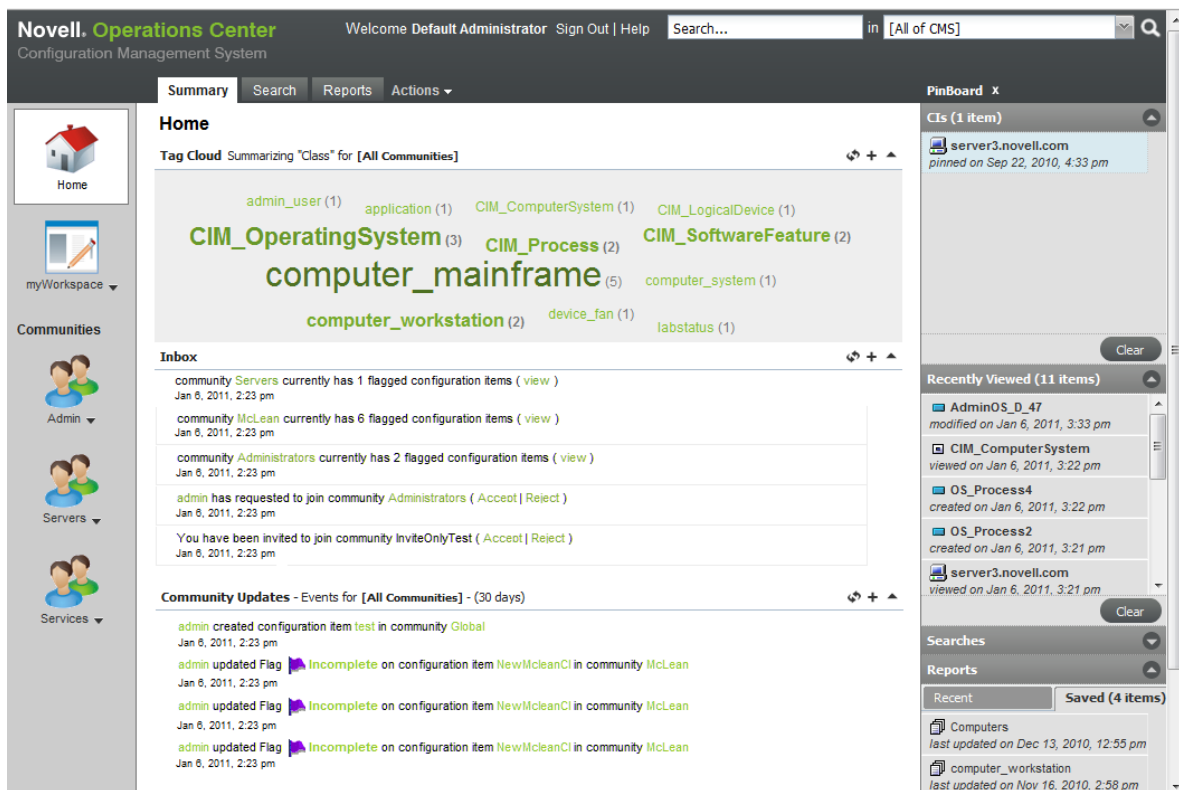 Novell® Operations Center
Configuration Management System
Welcome Default Administrator Sign Out | Help
Search...
in [All of CMS]
Summary Search Reports Actions
Home
myWorkspace
Communities
Admin
Servers
Services
Home
Tag Cloud Summarizing "Class" for [All Communities]
admin_user (1) application (1) CIM_ComputerSystem (1) CIM_LogicalDevice (1)
CIM_OperatingSystem (3) CIM_Process (2) CIM_SoftwareFeature (2)
computer_mainframe (5) computer_system (1)
computer_workstation (2) device_fan (1) labstatus (1)
Inbox
community Servers currently has 1 flagged configuration items ( view )
Jan 6, 2011, 2:23 pm
community McLean currently has 6 flagged configuration items ( view )
Jan 6, 2011, 2:23 pm
community Administrators currently has 2 flagged configuration items ( view )
Jan 6, 2011, 2:23 pm
admin has requested to join community Administrators ( Accept | Reject )
Jan 6, 2011, 2:23 pm
You have been invited to join community InviteOnlyTest ( Accept | Reject )
Jan 6, 2011, 2:23 pm
Community Updates - Events for [All Communities] - (30 days)
admin created configuration item test in community Global
Jan 6, 2011, 2:23 pm
admin updated Flag Incomplete on configuration item NewMcleanCI in community McLean
Jan 6, 2011, 2:23 pm
admin updated Flag Incomplete on configuration item NewMcleanCI in community McLean
Jan 6, 2011, 2:23 pm
admin updated Flag Incomplete on configuration item NewMcleanCI in community McLean
Jan 6, 2011, 2:23 pm
PinBoard x
CIs (1 item)
server3.novell.com
pinned on Sep 22, 2010, 4:33 pm
Clear
Recently Viewed (11 items)
AdminOS_D_47
modified on Jan 6, 2011, 3:33 pm
CIM_ComputerSystem
viewed on Jan 6, 2011, 3:22 pm
OS_Process4
created on Jan 6, 2011, 3:22 pm
OS_Process2
created on Jan 6, 2011, 3:21 pm
server3.novell.com
viewed on Jan 6, 2011, 3:21 pm
Clear
Searches
Reports
Recent Saved (4 items)
Computers
last updated on Dec 13, 2010, 12:55 pm
computer_workstation
last updated on Nov 16, 2010, 2:58 pm